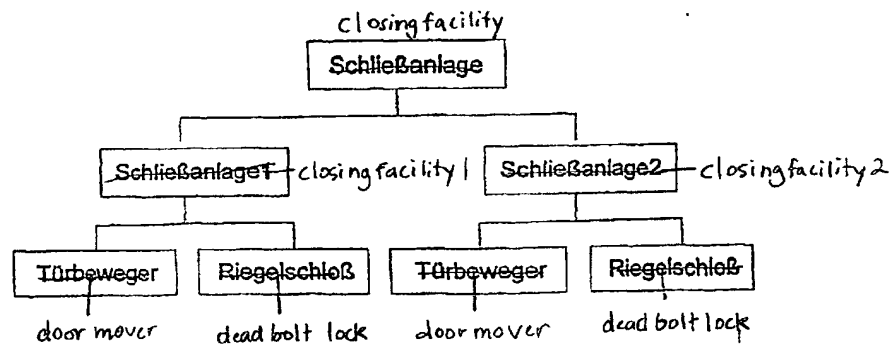 closing facility
Schließanlage
Schließanlage1 closing facility 1
Schließanlage2 closing facility 2
Türbeweger
Riegelschloß
Türbeweger
Riegelschloß
door mover
dead bolt lock
door mover
dead bolt lock